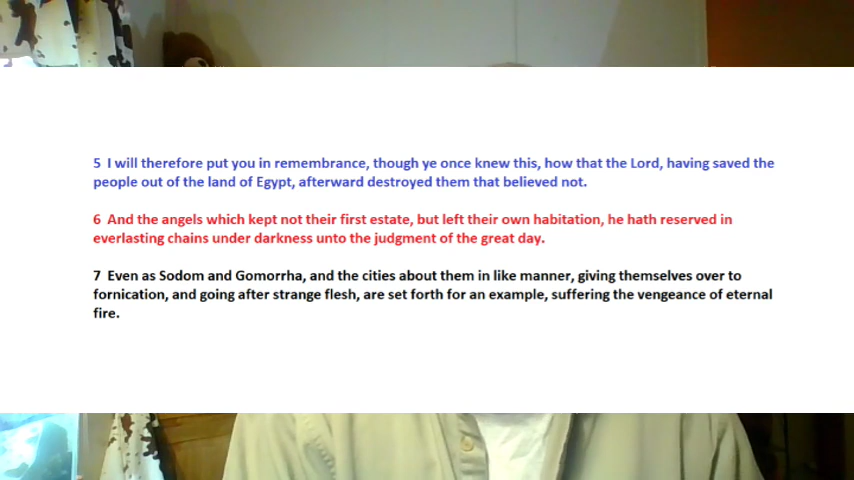 5 I will therefore put you in remembrance, though ye once knew this, how that the Lord, having saved the
people out of the land of Egypt, afterward destroyed them that believed not.
6 And the angels which kept not their first estate, but left their own habitation, he hath reserved in
everlasting chains under darkness unto the judgment of the great day.
7 Even as Sodom and Gomorrha, and the cities about them in like manner, giving themselves over to
fornication, and going after strange flesh, are set forth for an example, suffering the vengeance of eternal
fire.